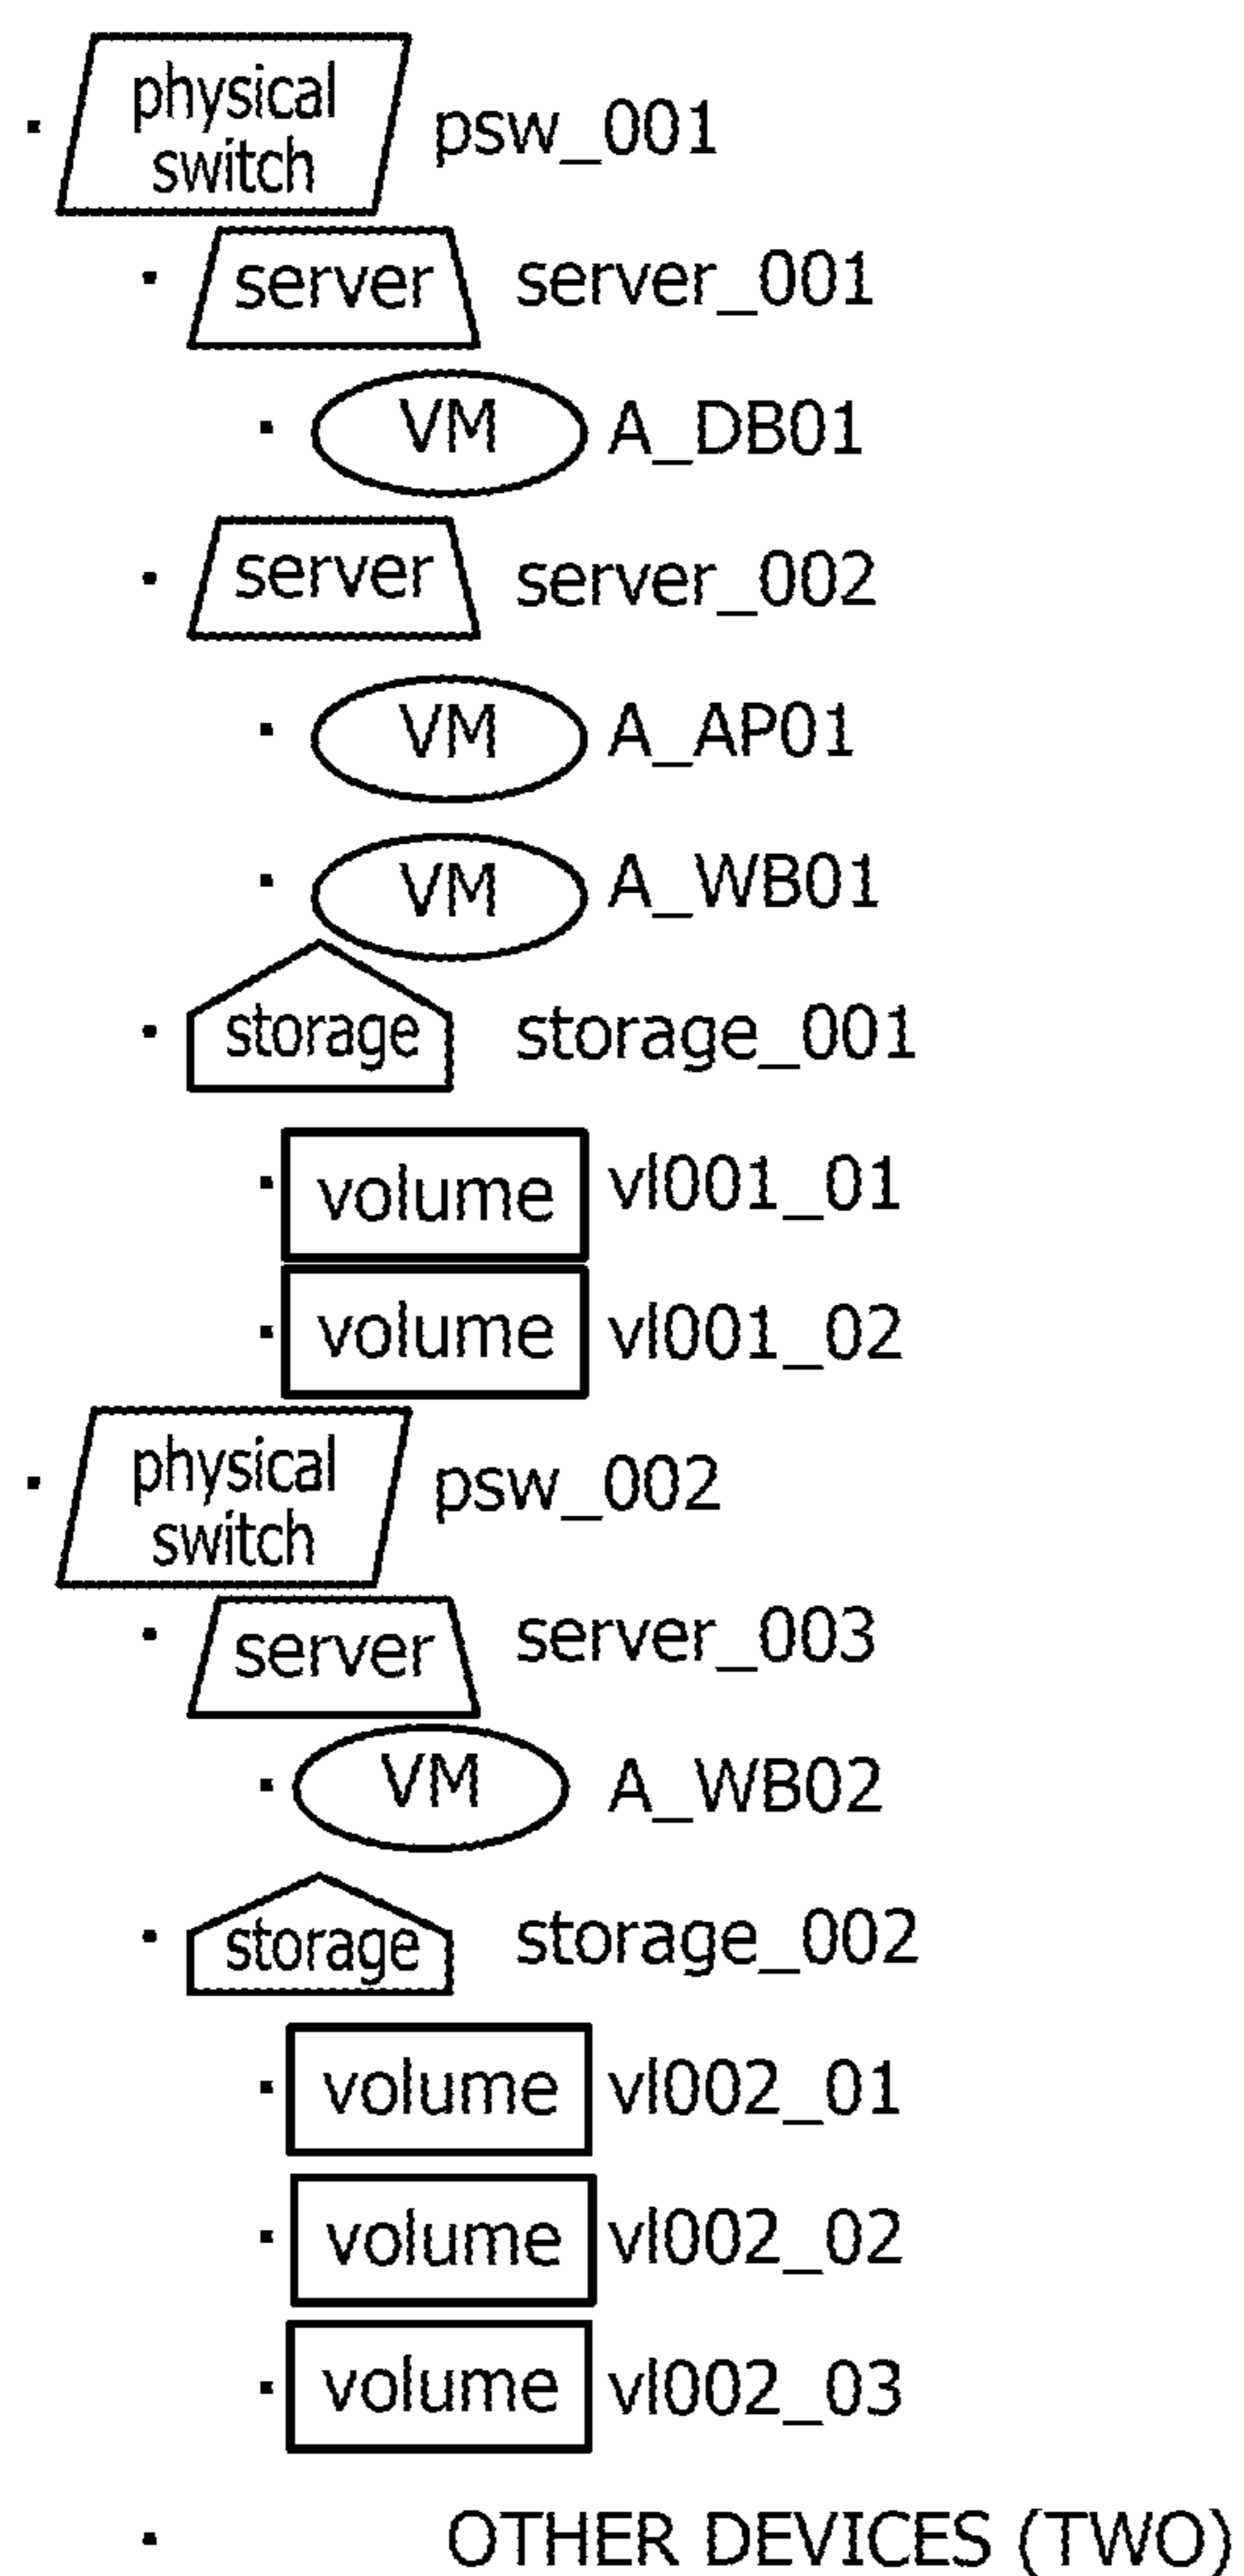 physical
switch
psw_001
server
server_001
VM
A_DB01
server
server_002
VM
A_AP01
VM
A_WB01
storage
storage_001
volume
vl001_01
volume
vl001_02
physical
switch
psw_002
server
server_003
VM
A_WB02
storage
storage_002
volume
vl002_01
volume
vl002_02
volume
vl002_03
OTHER DEVICES (TWO)